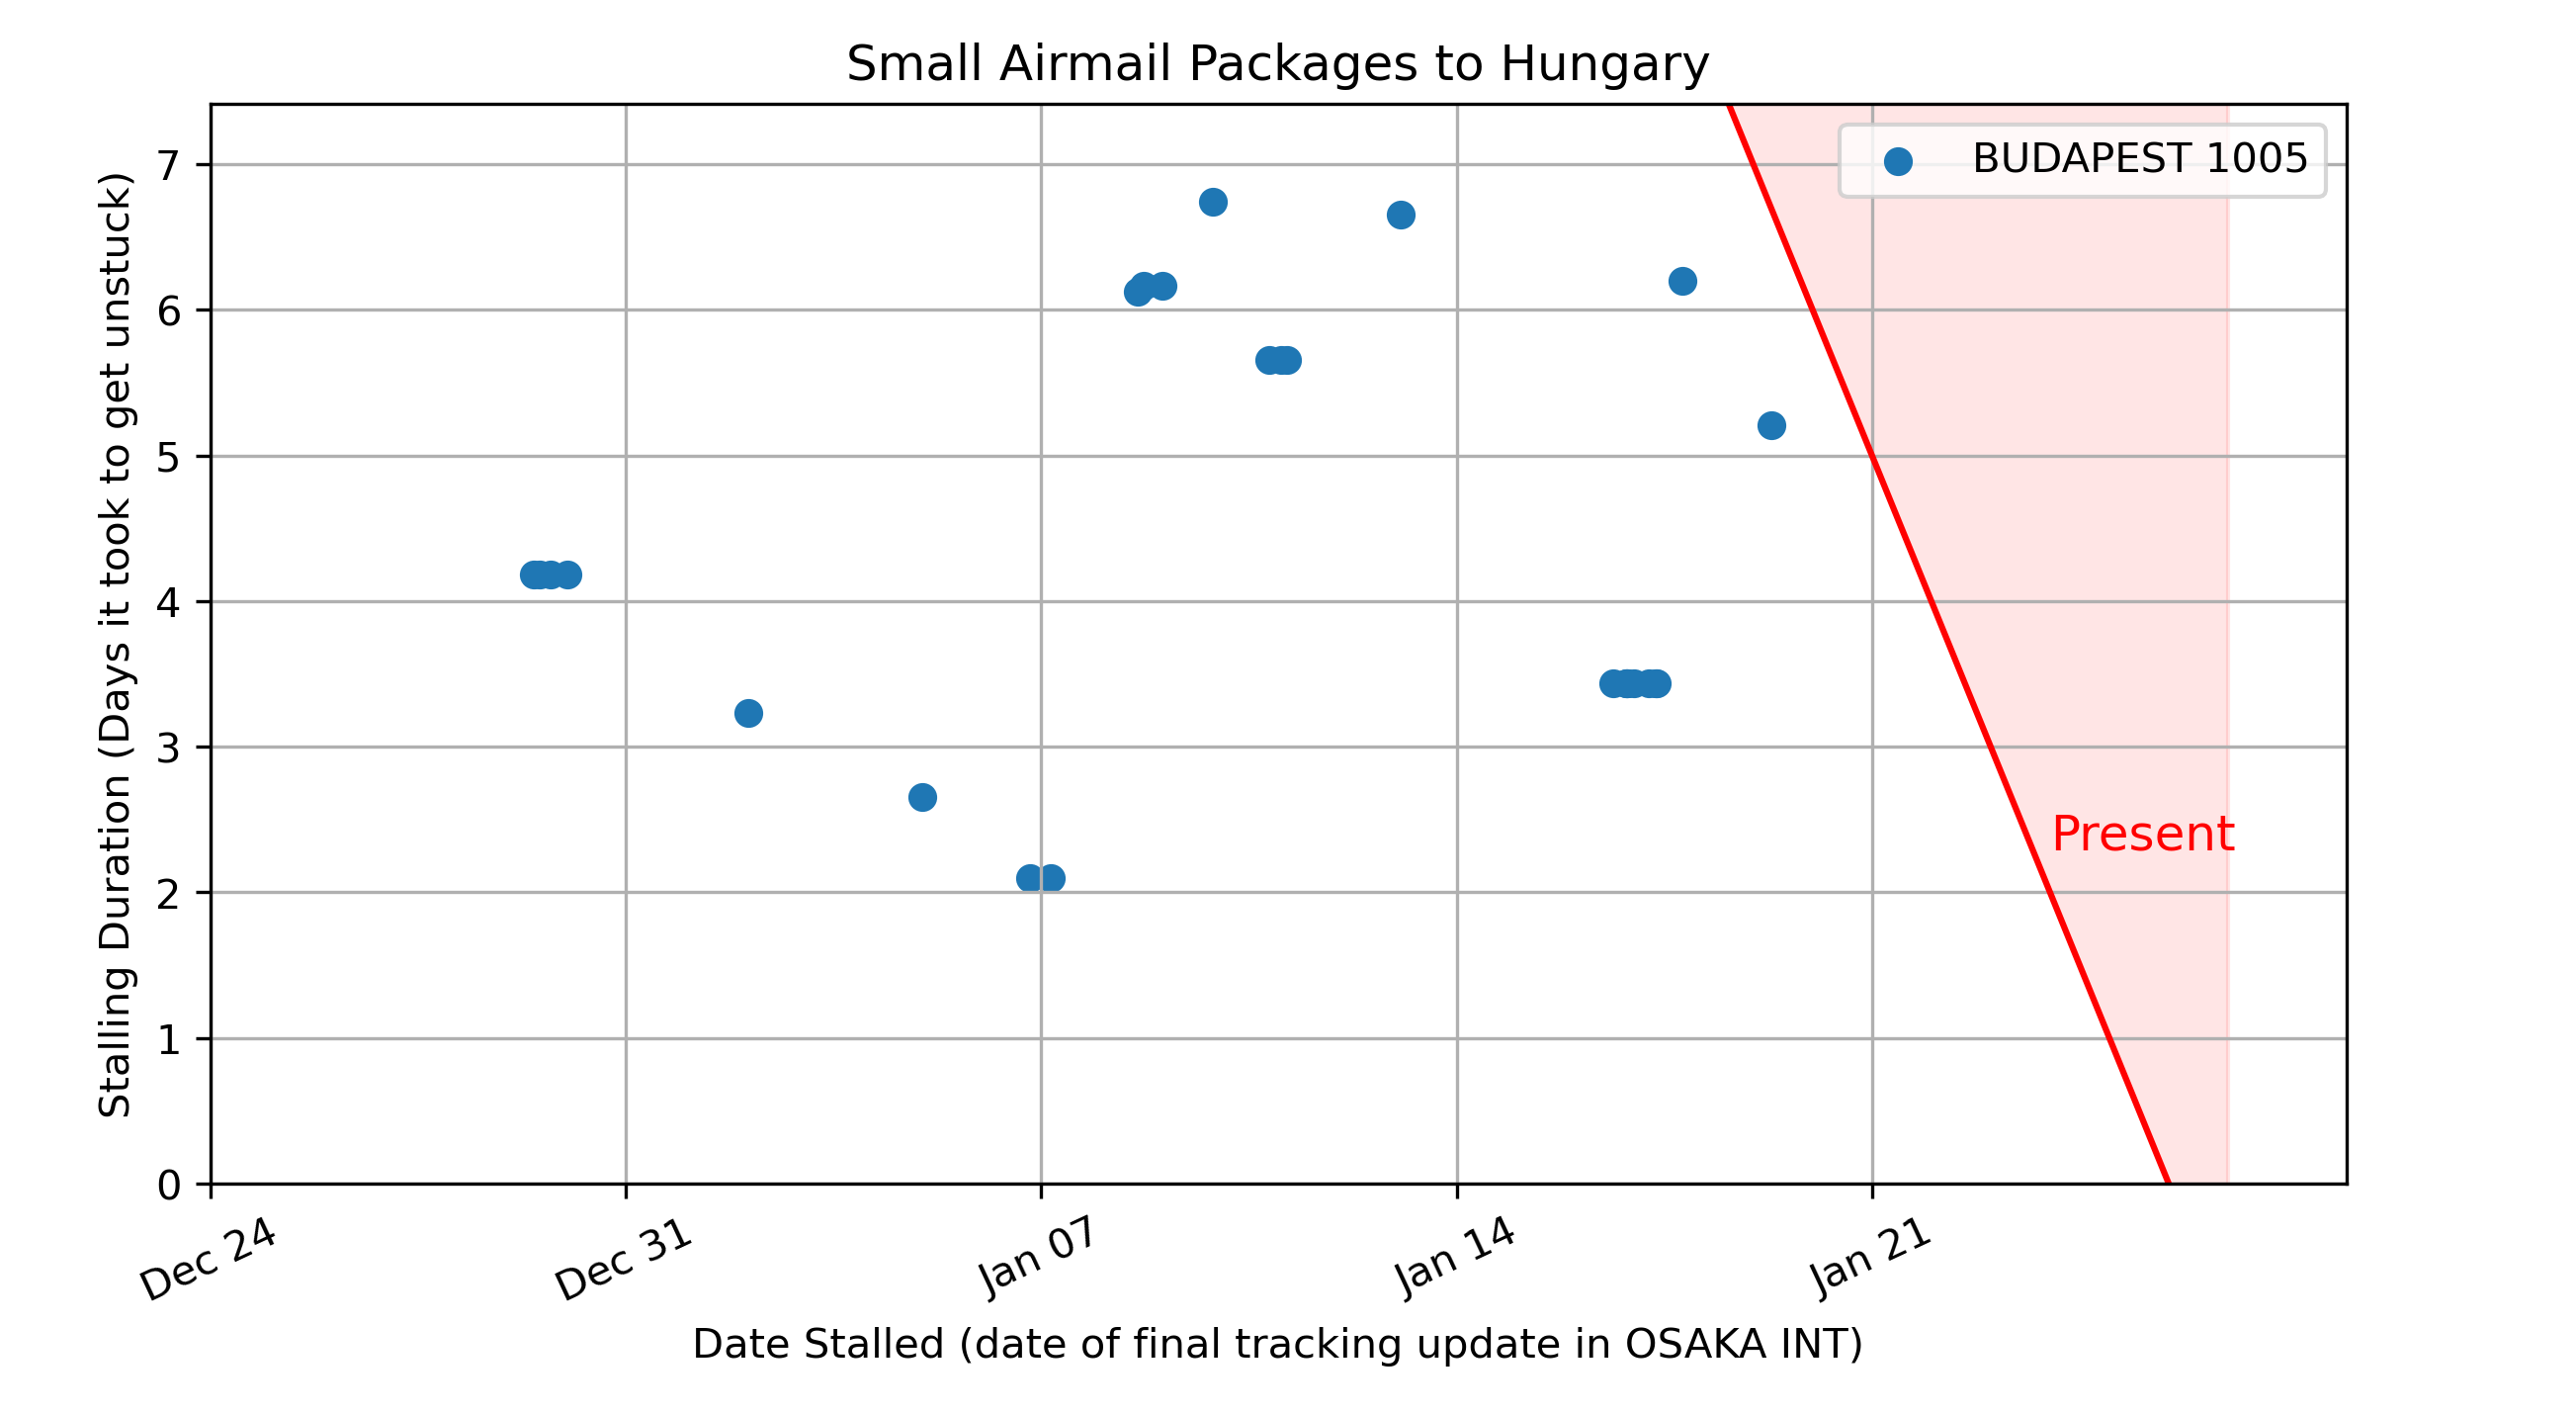 Small Airmail Packages to Hungary
BUDAPEST 1005
Stalling Duration (Days it took to get unstuck)
7
6
5
4
3
2
1
0
Present
Dec 24
Dec 31
Jan 07
Jan 14
Jan 21
Date Stalled (date of final tracking update in OSAKA INT)